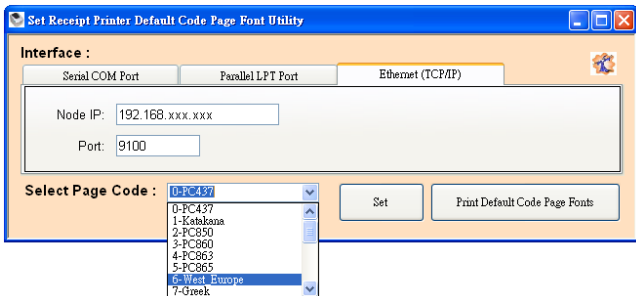 Set Receipt Printer Default Code Page Font Utility
Interface :
Serial COM Port Parallel LPT Port Ethernet (TCP/IP)
Node IP: 192.168.xxx.xxx
Port: 9100
Select Page Code : 0-PC437 Set Print Default Code Page Fonts
0-PC437
1-Katakana
2-PC850
3-PC860
4-PC863
5-PC865
6-West_Europe
7-Greek